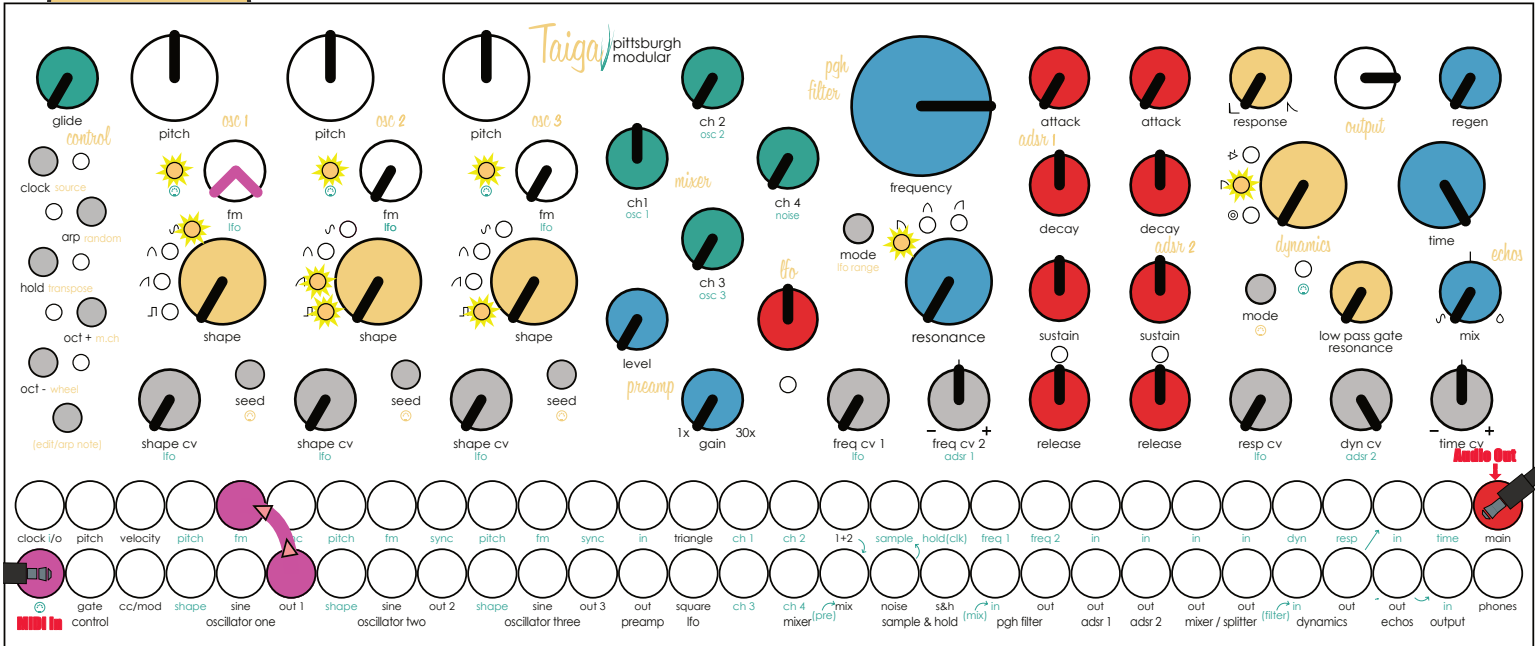 Taiga
pittsburgh
modular
glide
pitch
osc 1
pitch
osc 2
pitch
osc 3
ch 2
osc 2
pgh
filter
attack
attack
response
output
regen
control
clock source
arp random
hold transpose
oct + m.ch
oct - wheel
(edit/arp note)
fm
lfo
fm
lfo
fm
lfo
shape
shape
shape
seed
seed
seed
shape cv
lfo
shape cv
lfo
shape cv
lfo
ch1
osc 1
mixer
ch 4
noise
ch 3
osc 3
lfo
level
preamp
1x
30x
gain
frequency
mode
lfo range
resonance
freq cv 1
lfo
- +
freq cv 2
adsr 1
adsr 1
decay
decay
adsr 2
sustain
sustain
release
release
dynamics
mode
low pass gate
resonance
time
echos
mix
resp cv
lfo
dyn cv
adsr 2
- +
time cv
Audio Out
clock i/o pitch velocity pitch fm nc pitch fm sync pitch fm sync in triangle ch 1 ch 2 1+2 sample hold(clk) freq 1 freq 2 in in in in dyn resp in time main
gate cc/mod shape sine out 1 shape sine out 2 shape sine out 3 out square ch 3 ch 4 mix noise s&h in out out out out out in out out in phones
MIDI In control oscillator one oscillator two oscillator three preamp lfo mixer (pre) sample & hold (mix) pgh filter adsr 1 adsr 2 mixer / splitter (filter) dynamics echos output